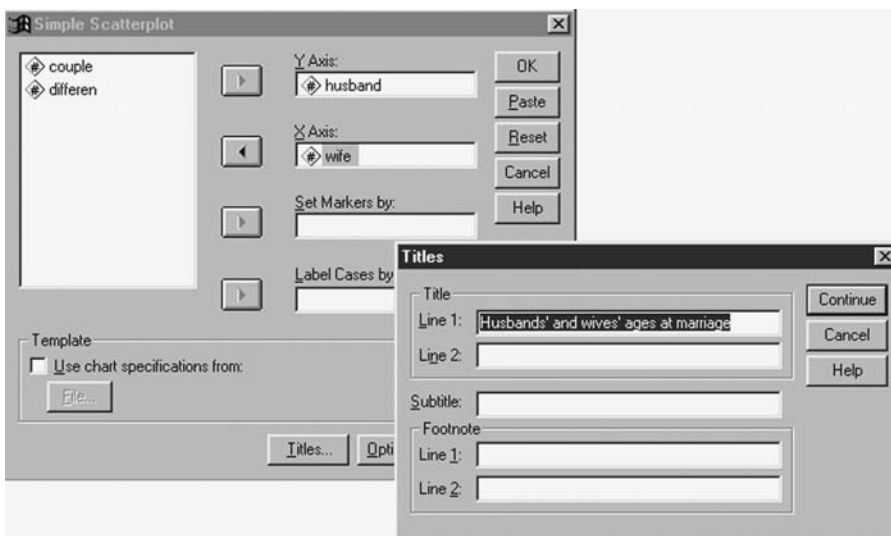 Simple Scatterplot
couple
differen
Y Axis:
husband
X Axis:
wife
Set Markers by:
Label Cases by
OK
Paste
Reset
Cancel
Help
Template
Use chart specifications from:
File...
Titles...
Opti
Titles
Title
Line 1:
Husbands' and wives' ages at marriage
Line 2:
Subtitle:
Footnote
Line 1:
Line 2:
Continue
Cancel
Help